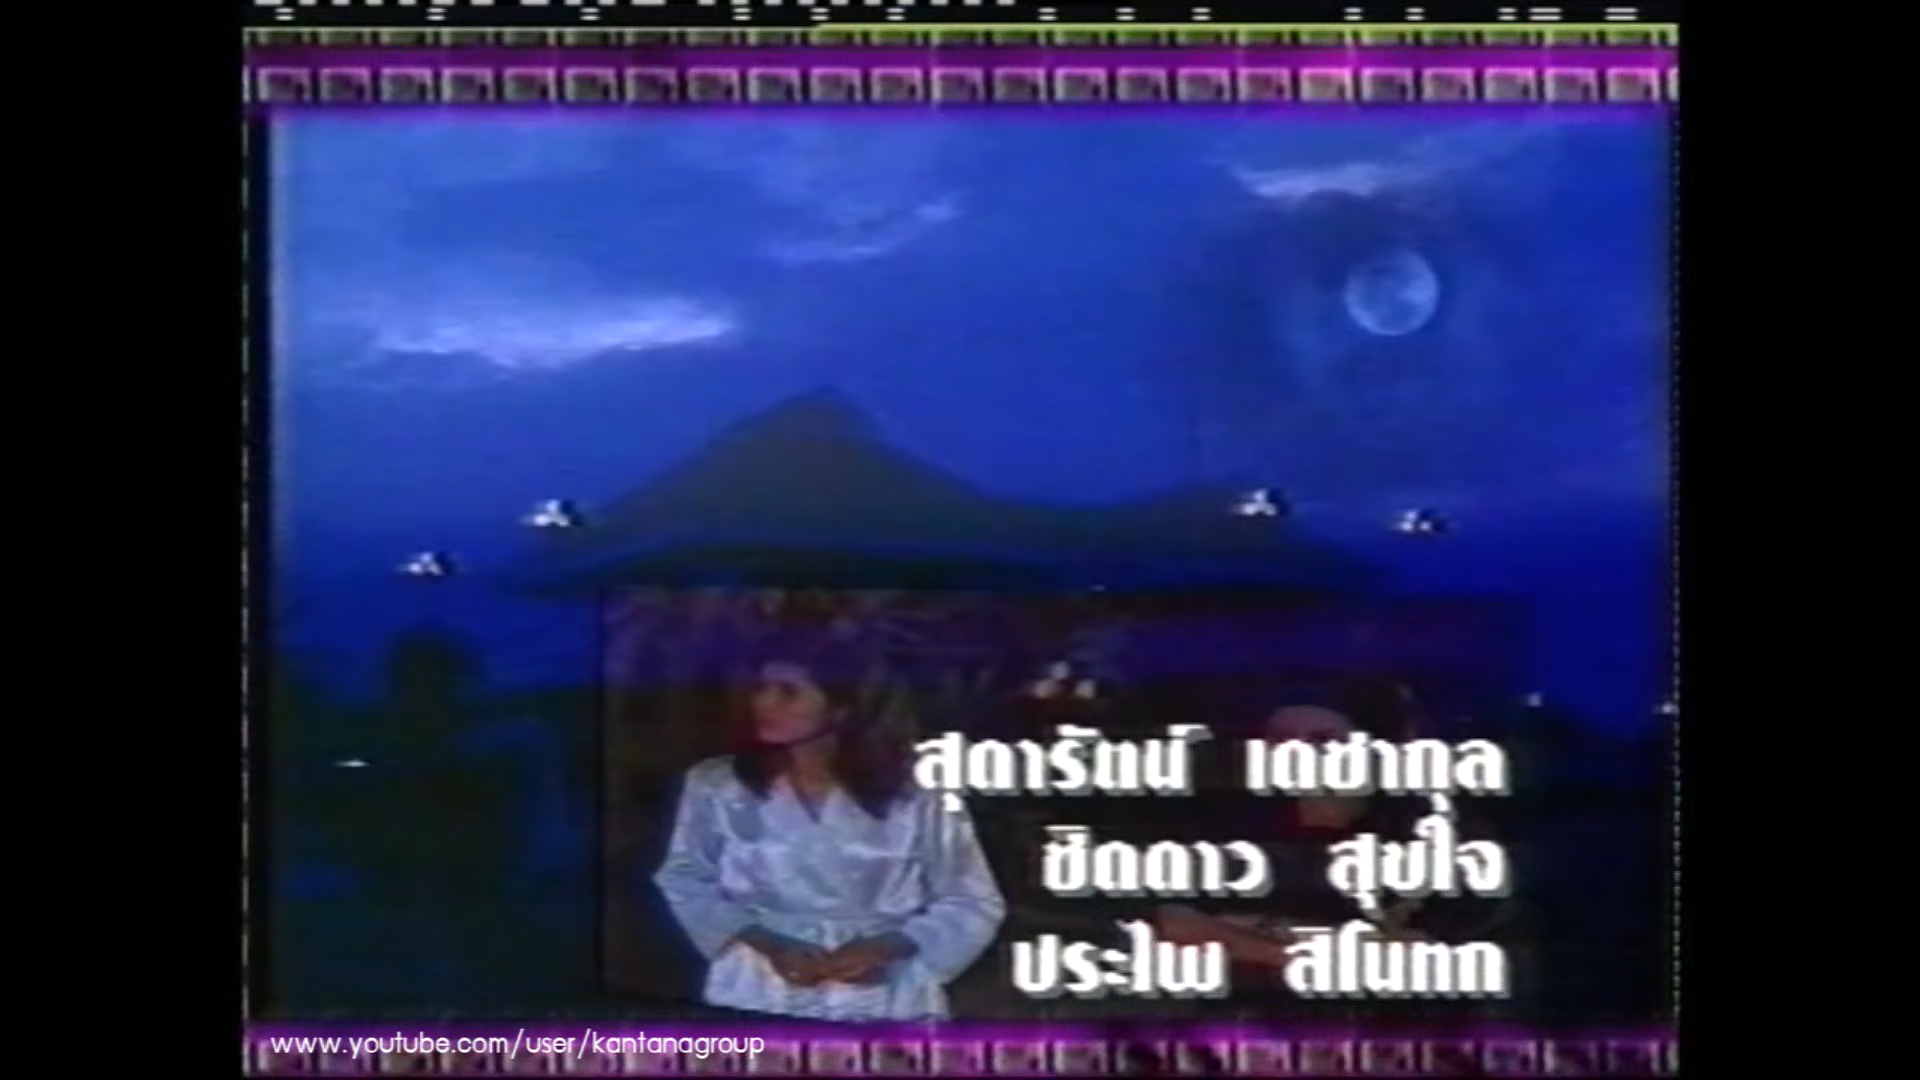 สุดารัตน์ เดชากุล
ชิดดาว สุขใจ
ประไพ สิโนทก
www.youtube.com/user/kantanagroup